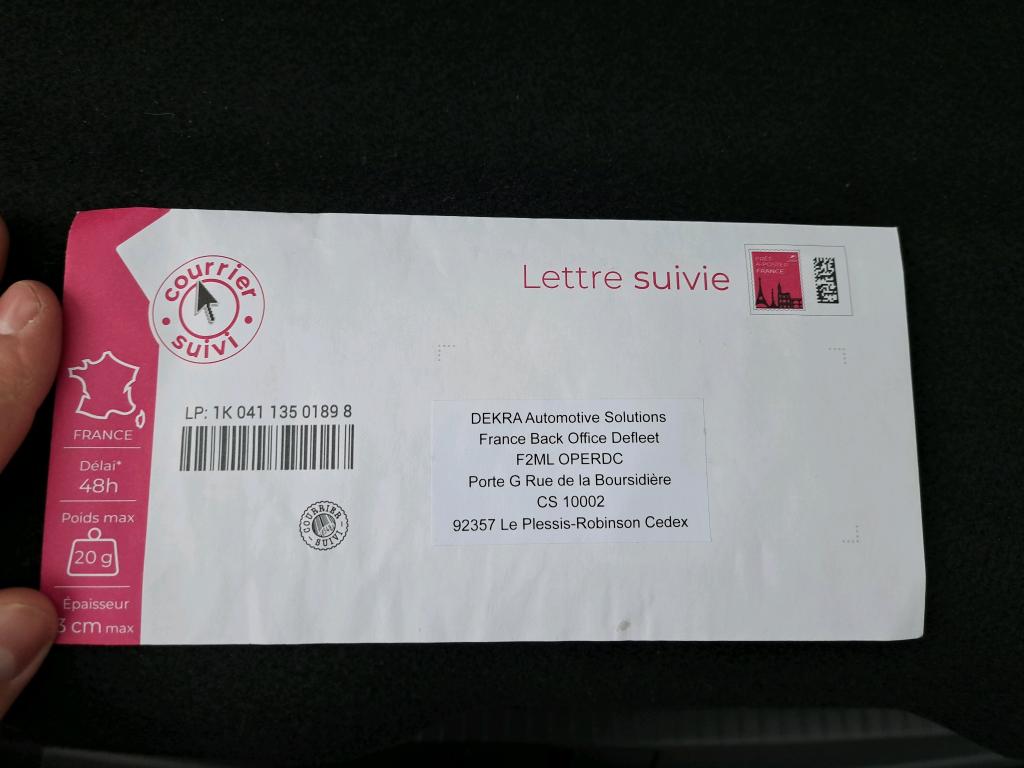 courrier
suivi
Lettre suivie
PRÊT-
À-POSTER
FRANCE
FRANCE
Délai*
48h
Poids max
20 g
Épaisseur
3 cm max
LP: 1K 041 135 0189 8
COURRIER
SUIVI
DEKRA Automotive Solutions
France Back Office Defleet
F2ML OPERDC
Porte G Rue de la Boursidière
CS 10002
92357 Le Plessis-Robinson Cedex